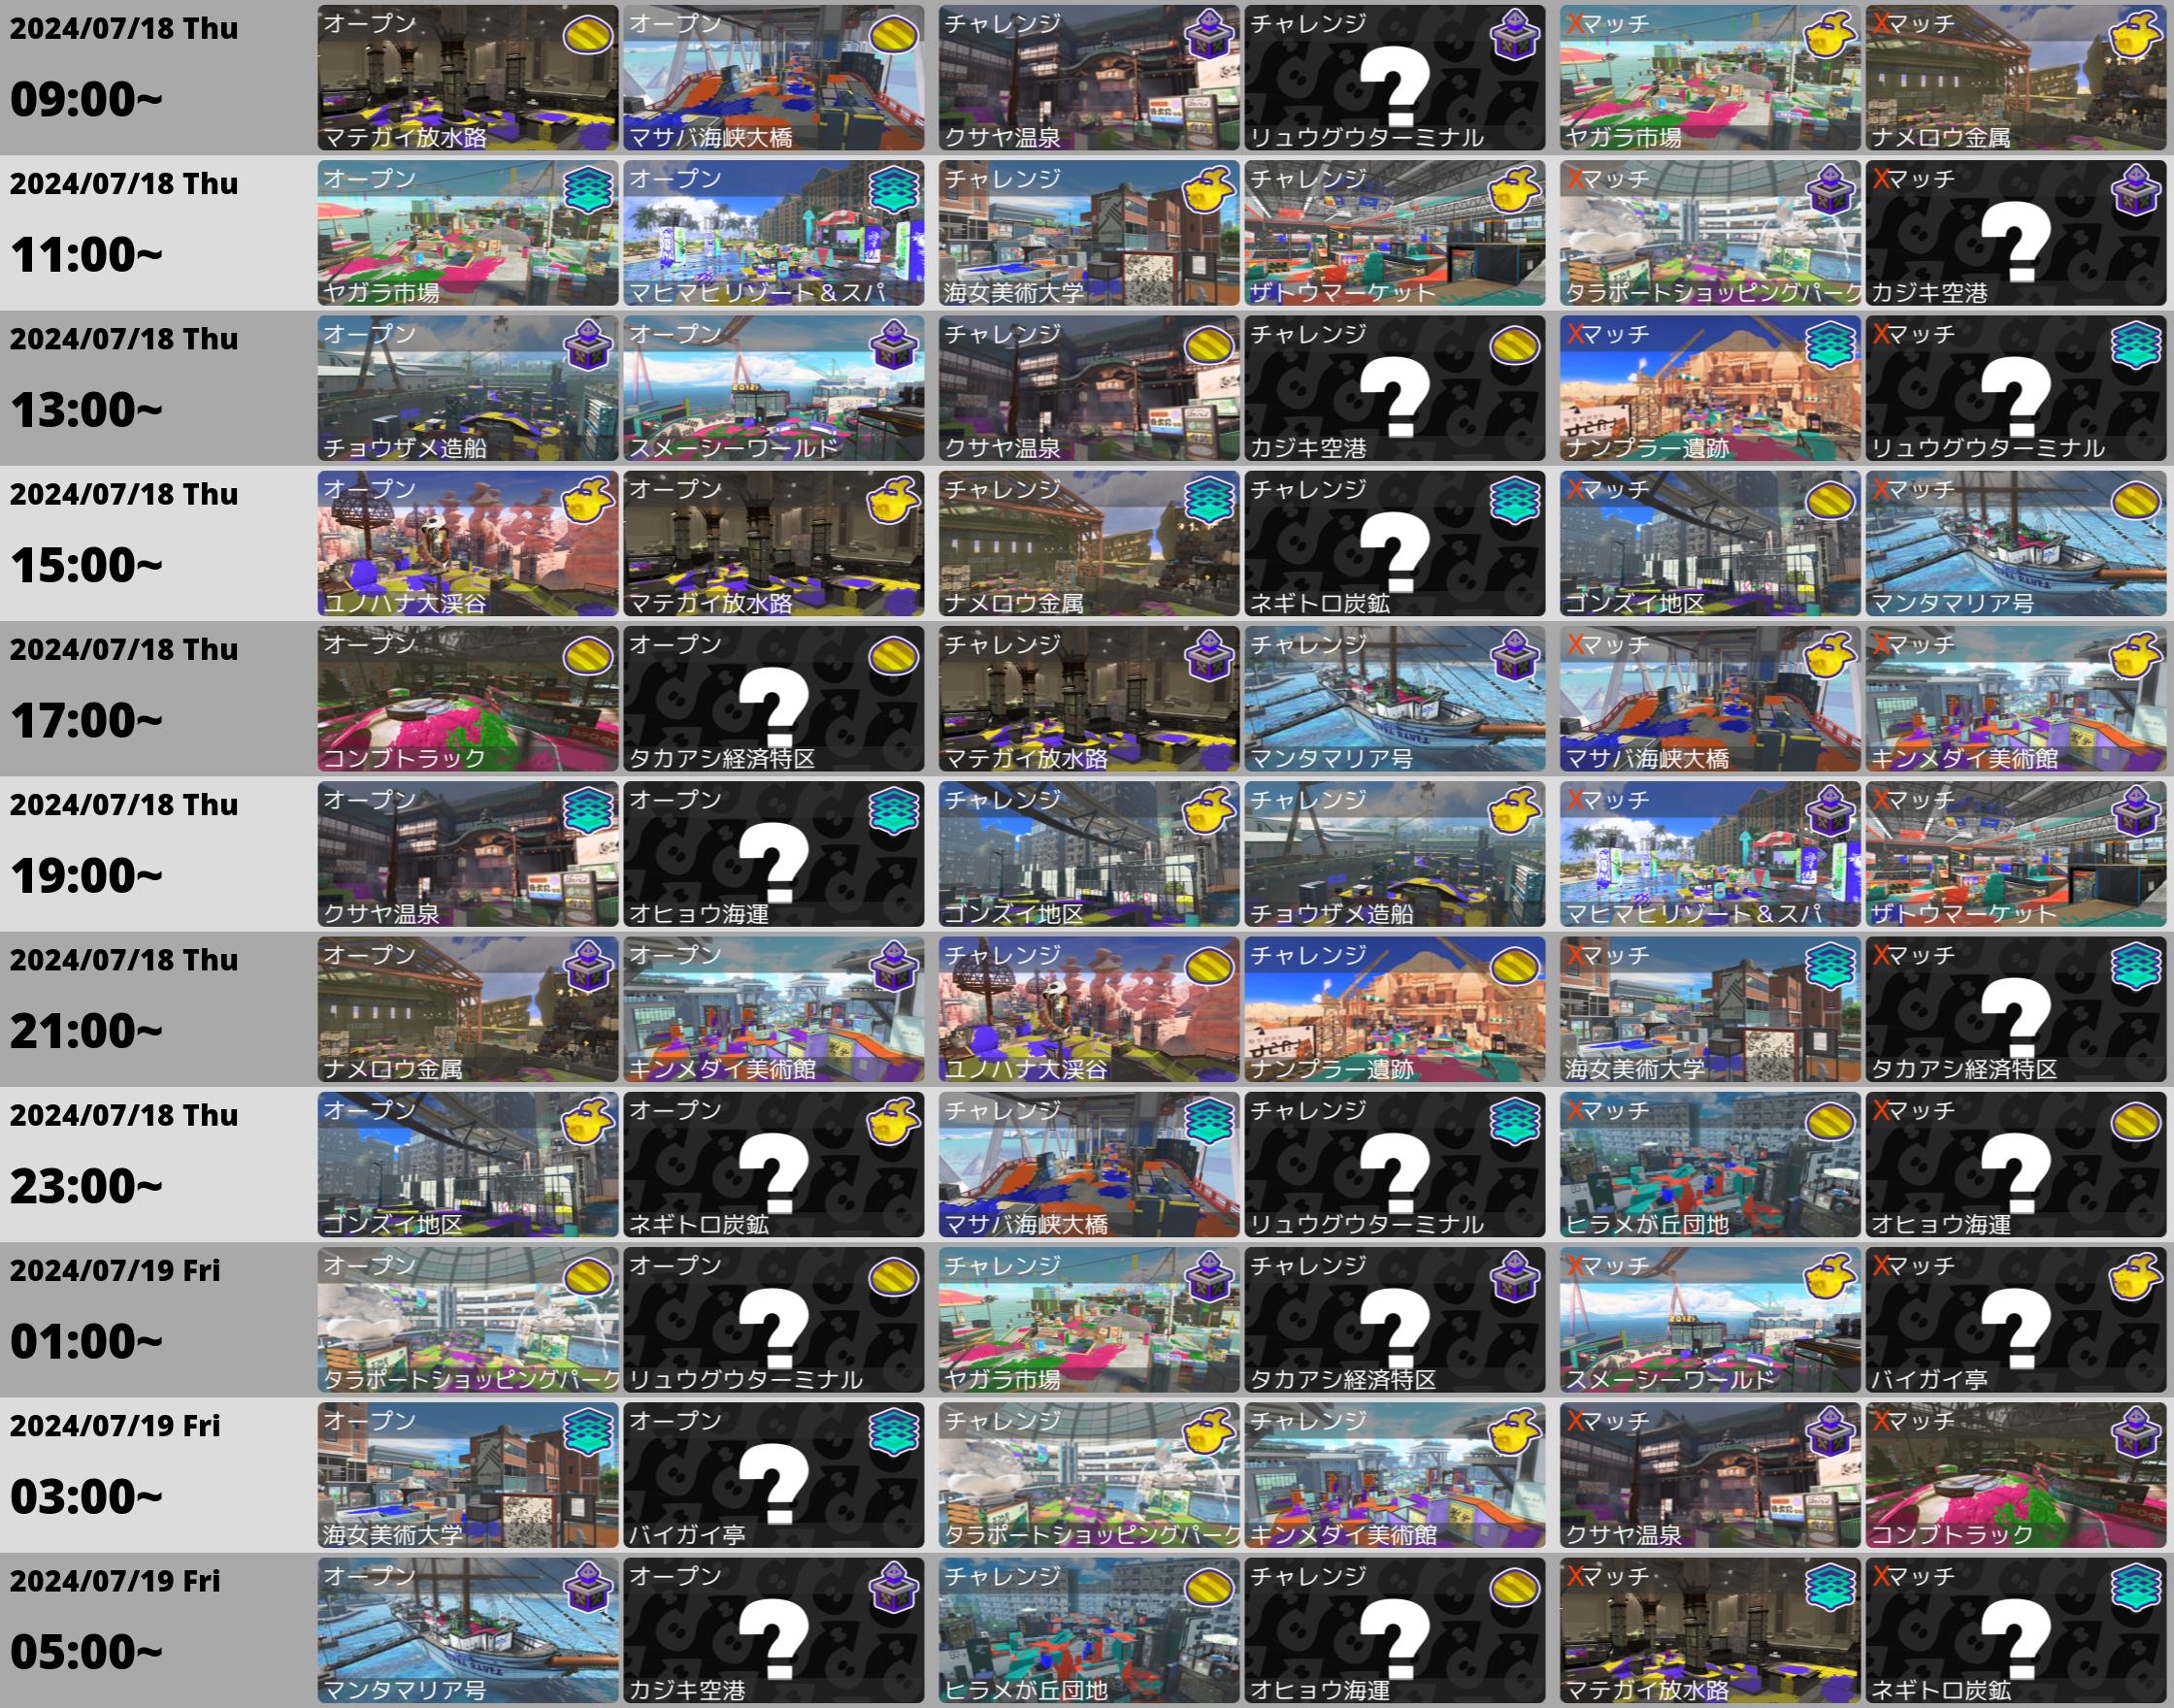 2024/07/18 Thu
09:00~
オープン
マテガイ放水路
オープン
マサバ海峡大橋
チャレンジ
クサヤ温泉
チャレンジ
?
リュウグウターミナル
Xマッチ
ヤガラ市場
Xマッチ
ナメロウ金属
2024/07/18 Thu
11:00~
オープン
ヤガラ市場
オープン
マヒマヒリゾート&スパ
チャレンジ
海女美術大学
チャレンジ
ザトウマーケット
Xマッチ
タラポートショッピングパーク
Xマッチ
?
カジキ空港
2024/07/18 Thu
13:00~
オープン
チョウザメ造船
オープン
スメーシーワールド
チャレンジ
クサヤ温泉
チャレンジ
?
カジキ空港
Xマッチ
ナンプラー遺跡
Xマッチ
?
リュウグウターミナル
2024/07/18 Thu
15:00~
オープン
ユノハナ大渓谷
オープン
マテガイ放水路
チャレンジ
ナメロウ金属
チャレンジ
?
ネギトロ炭鉱
Xマッチ
ゴンズイ地区
Xマッチ
マンタマリア号
2024/07/18 Thu
17:00~
オープン
コンブトラック
オープン
?
タカアシ経済特区
チャレンジ
マテガイ放水路
チャレンジ
マンタマリア号
Xマッチ
マサバ海峡大橋
Xマッチ
キンメダイ美術館
2024/07/18 Thu
19:00~
オープン
クサヤ温泉
オープン
?
オヒョウ海運
チャレンジ
ゴンズイ地区
チャレンジ
チョウザメ造船
Xマッチ
マヒマヒリゾート&スパ
Xマッチ
ザトウマーケット
2024/07/18 Thu
21:00~
オープン
ナメロウ金属
オープン
キンメダイ美術館
チャレンジ
ユノハナ大渓谷
チャレンジ
ナンプラー遺跡
Xマッチ
海女美術大学
Xマッチ
?
タカアシ経済特区
2024/07/18 Thu
23:00~
オープン
ゴンズイ地区
オープン
?
ネギトロ炭鉱
チャレンジ
マサバ海峡大橋
チャレンジ
?
リュウグウターミナル
Xマッチ
ヒラメが丘団地
Xマッチ
?
オヒョウ海運
2024/07/19 Fri
01:00~
オープン
タラポートショッピングパーク
オープン
?
リュウグウターミナル
チャレンジ
ヤガラ市場
チャレンジ
?
タカアシ経済特区
Xマッチ
スメーシーワールド
Xマッチ
?
バイガイ亭
2024/07/19 Fri
03:00~
オープン
海女美術大学
オープン
?
バイガイ亭
チャレンジ
タラポートショッピングパーク
チャレンジ
キンメダイ美術館
Xマッチ
クサヤ温泉
Xマッチ
コンブトラック
2024/07/19 Fri
05:00~
オープン
マンタマリア号
オープン
?
カジキ空港
チャレンジ
ヒラメが丘団地
チャレンジ
?
オヒョウ海運
Xマッチ
マテガイ放水路
Xマッチ
?
ネギトロ炭鉱